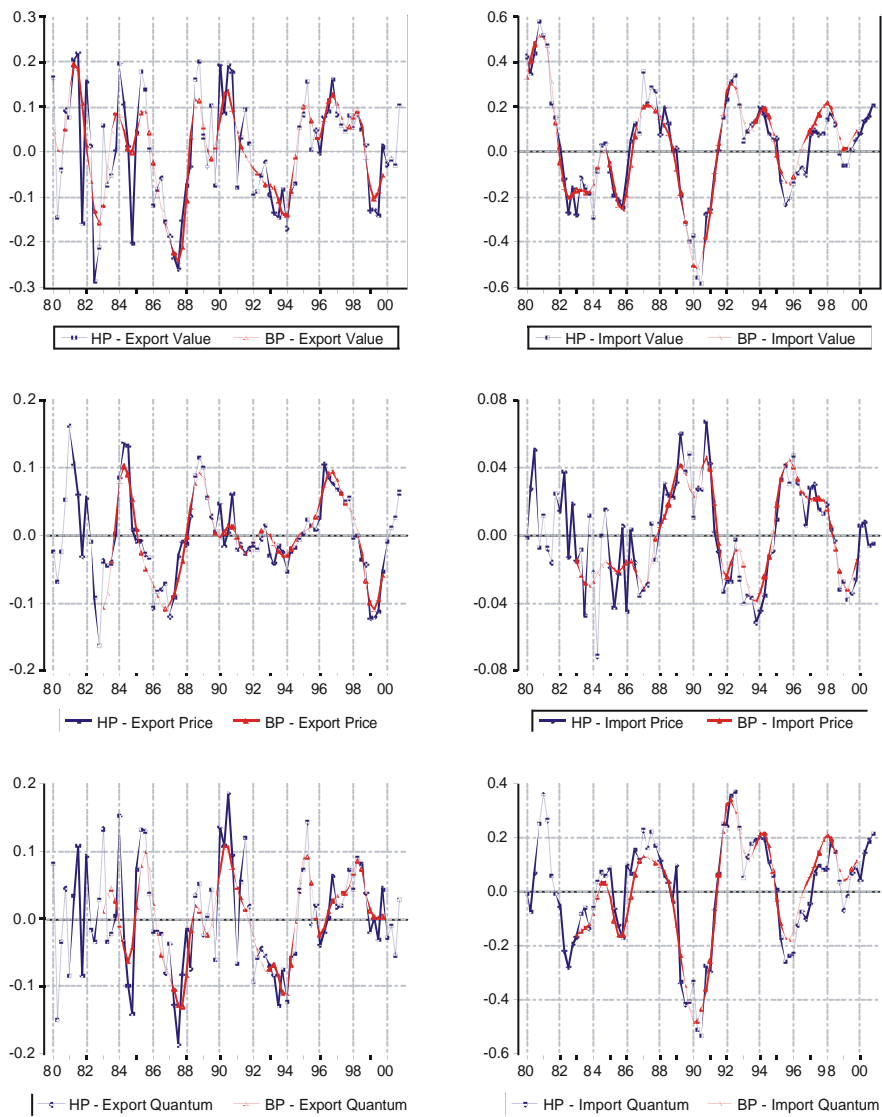 0.3
0.2
0.1
0.0
-0.1
-0.2
-0.3
80 82 84 86 88 90 92 94 96 98 00
HP - Export Value BP - Export Value
0.6
0.4
0.2
0.0
-0.2
-0.4
-0.6
80 82 84 86 88 90 92 94 96 98 00
HP - Import Value BP - Import Value
0.2
0.1
0.0
-0.1
-0.2
80 82 84 86 88 90 92 94 96 98 00
HP - Export Price BP - Export Price
0.08
0.04
0.00
-0.04
-0.08
80 82 84 86 88 90 92 94 96 98 00
HP - Import Price BP - Import Price
0.2
0.1
0.0
-0.1
-0.2
80 82 84 86 88 90 92 94 96 98 00
HP - Export Quantum BP - Export Quantum
0.4
0.2
0.0
-0.2
-0.4
-0.6
80 82 84 86 88 90 92 94 96 98 00
HP - Import Quantum BP - Import Quantum